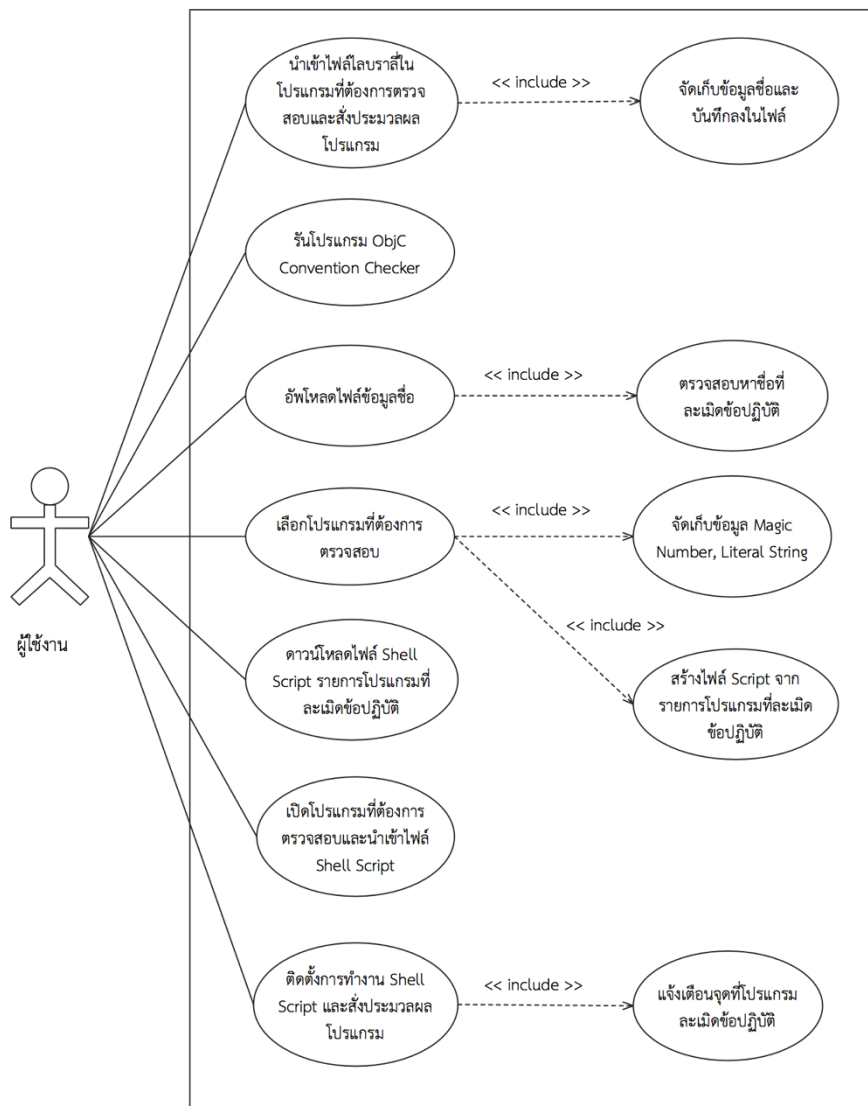 นำเข้าไฟล์ไลบราลี่ใน
โปรแกรมที่ต้องการตรวจ
สอบและสั่งประมวลผล
โปรแกรม
<< include >>
จัดเก็บข้อมูลชื่อและ
บันทึกลงในไฟล์
รันโปรแกรม ObjC
Convention Checker
อัพโหลดไฟล์ข้อมูลชื่อ
<< include >>
ตรวจสอบหาชื่อที่
ละเมิดข้อปฏิบัติ
เลือกโปรแกรมที่ต้องการ
ตรวจสอบ
<< include >>
จัดเก็บข้อมูล Magic
Number, Literal String
<< include >>
สร้างไฟล์ Script จาก
รายการโปรแกรมที่ละเมิด
ข้อปฏิบัติ
ผู้ใช้งาน
ดาวน์โหลดไฟล์ Shell
Script รายการโปรแกรมที่
ละเมิดข้อปฏิบัติ
เปิดโปรแกรมที่ต้องการ
ตรวจสอบและนำเข้าไฟล์
Shell Script
ติดตั้งการทำงาน Shell
Script และสั่งประมวลผล
โปรแกรม
<< include >>
แจ้งเตือนจุดที่โปรแกรม
ละเมิดข้อปฏิบัติ